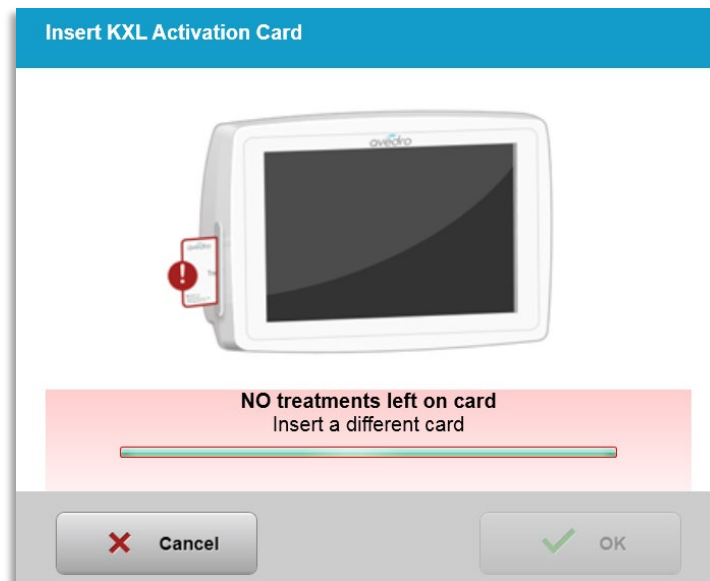 Insert KXL Activation Card
avedro
NO treatments left on card
Insert a different card
Cancel
OK